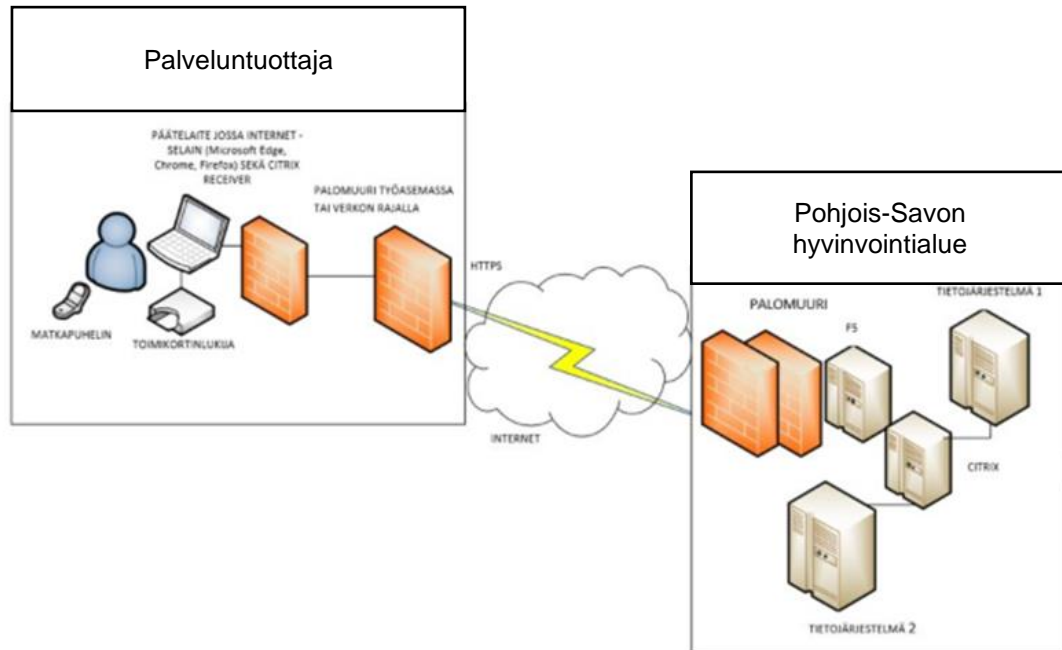 Palveluntuottaja
PÄÄTELAITE JOSSA INTERNET -
SELAIN (Microsoft Edge,
Chrome, Firefox) SEKÄ CITRIX
RECEIVER
PALOMUURI TYÖASEMASSA
TAI VERKON RAJALLA
MATKAPUHELIN
TOIMIKORTINLUKIJA
HTTPS
INTERNET
Pohjois-Savon
hyvinvointialue
TIETOJÄRJESTELMÄ 1
PALOMUURI
F5
CITRIX
TIETOJÄRJESTELMÄ 2